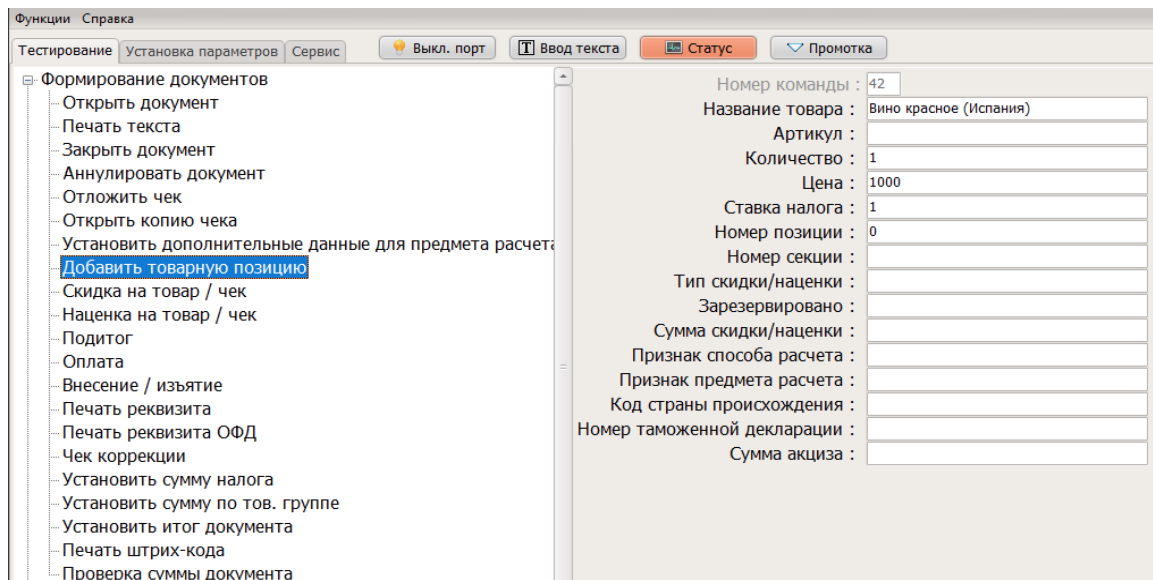 Функции Справка
Тестирование Установка параметров Сервис Выкл. порт Ввод текста Статус Промотка
Формирование документов
Открыть документ
Печать текста
Закрыть документ
Аннулировать документ
Отложить чек
Открыть копию чека
Установить дополнительные данные для предмета расчета
Добавить товарную позицию
Скидка на товар / чек
Наценка на товар / чек
Подитог
Оплата
Внесение / изъятие
Печать реквизита
Печать реквизита ОФД
Чек коррекции
Установить сумму налога
Установить сумму по тов. группе
Установить итог документа
Печать штрих-кода
Проверка суммы документа
Номер команды : 42
Название товара : Вино красное (Испания)
Артикул :
Количество : 1
Цена : 1000
Ставка налога : 1
Номер позиции : 0
Номер секции :
Тип скидки/наценки :
Зарезервировано :
Сумма скидки/наценки :
Признак способа расчета :
Признак предмета расчета :
Код страны происхождения :
Номер таможенной декларации :
Сумма акциза :